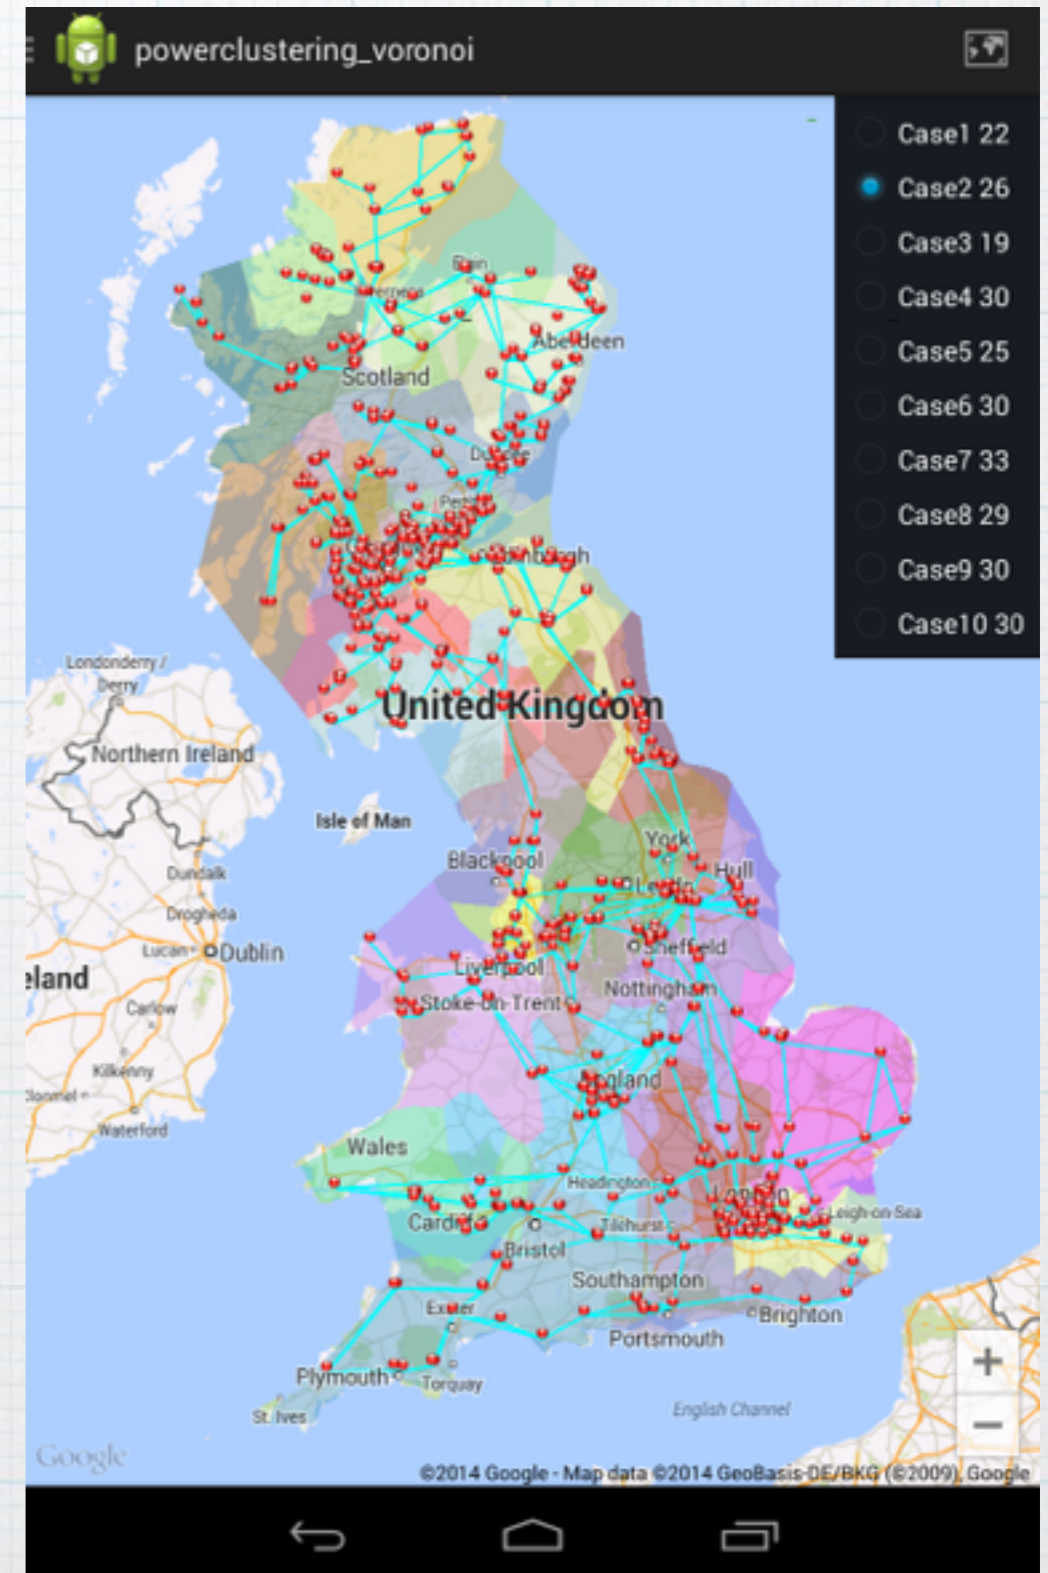 powerclustering_voronoi
Case1 22
Case2 26
Case3 19
Case4 30
Case5 25
Case6 30
Case7 33
Case8 29
Case9 30
Case10 30
Aberdeen
Scotland
Londonderry /
Derry
United Kingdom
Northern Ireland
Isle of Man
York
Blackpool
Hull
Dundalk
Drogheda
Lucan
Dublin
Sheffield
Liverpool
eland
Nottingham
Stoke-on-Trent
Carlow
Kilkenny
Clonmel
England
Waterford
Wales
Headington
London
Leigh-on-Sea
Cardiff
Tilehurst
Bristol
Southampton
Exeter
Brighton
Portsmouth
Plymouth
Torquay
St. Ives
English Channel
+
−
Google
©2014 Google - Map data ©2014 GeoBasis-DE/BKG (©2009), Google